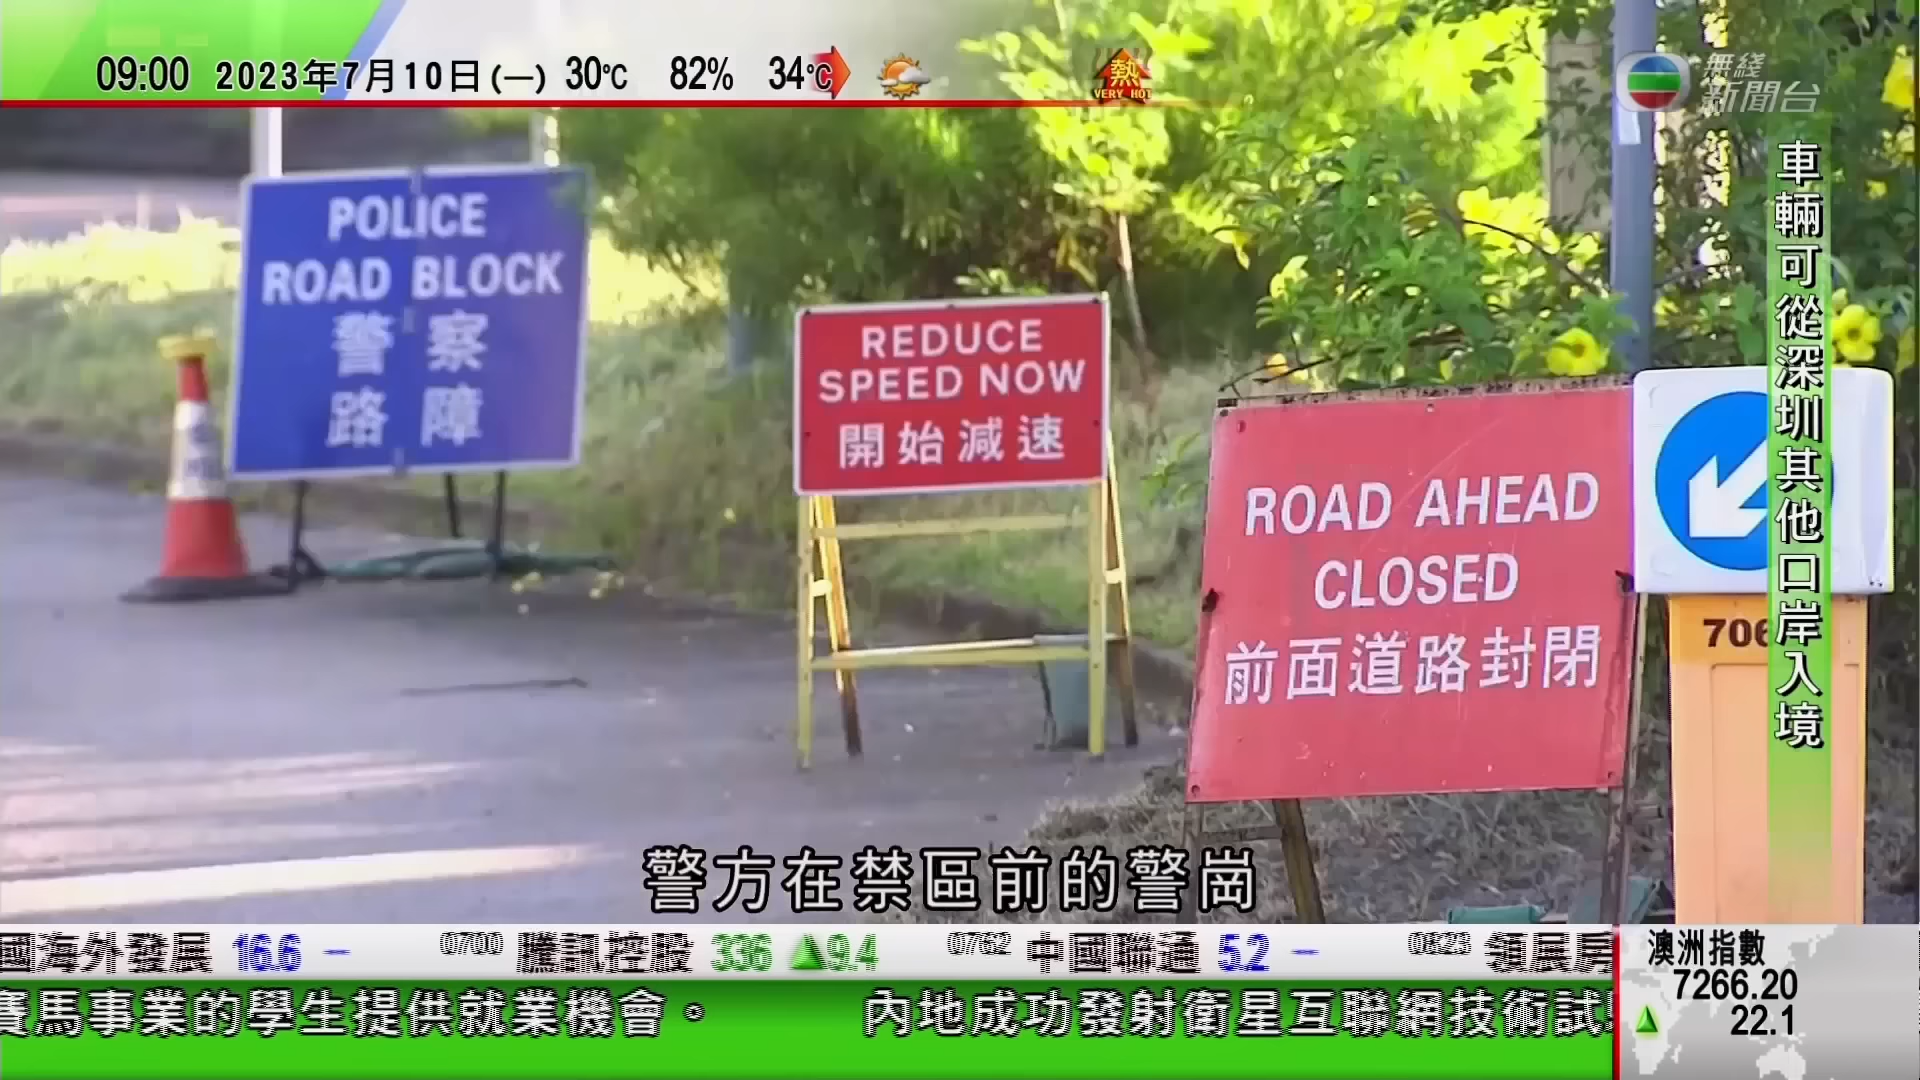 09:00 2023年7月10日(一) 30℃ 82% 34℃
熱
VERY HOT
無綫
新聞台
車輛可從深圳其他口岸入境
POLICE
ROAD BLOCK
警察
路障
REDUCE
SPEED NOW
開始減速
ROAD AHEAD
CLOSED
前面道路封閉
706
警方在禁區前的警崗
國海外發展 16.6 - 0700 騰訊控股 336 ▲9.4 0762 中國聯通 5.2 - 0823 領展房
賽馬事業的學生提供就業機會。 內地成功發射衛星互聯網技術試
澳洲指數
7266.20
▲ 22.1